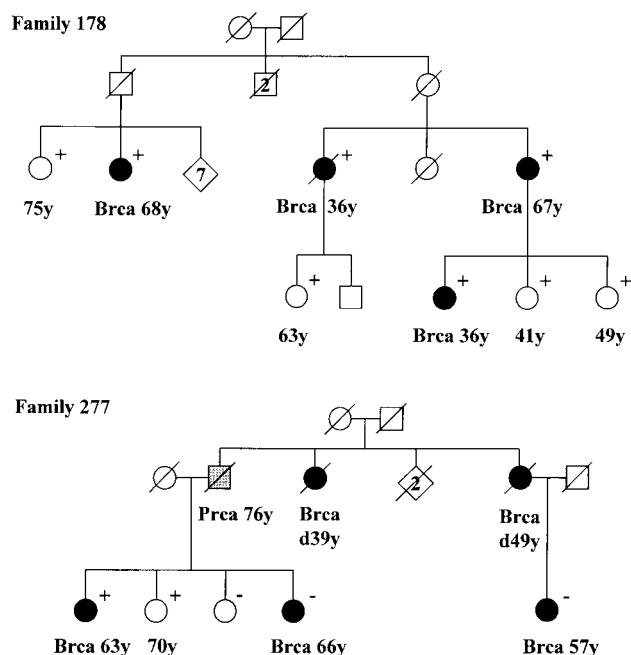 Family 178
2
+ +
7
+ +
75y Brca 68y Brca 36y Brca 67y
+ + + +
63y Brca 36y 41y 49y
Family 277
2
Prca 76y Brca Brca
d39y d49y
+ + - - -
Brca 63y 70y Brca 66y Brca 57y